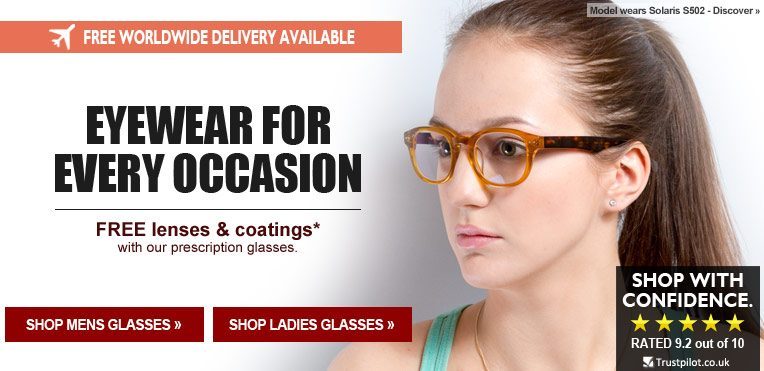 Model wears Solaris S502 - Discover »
FREE WORLDWIDE DELIVERY AVAILABLE
EYEWEAR FOR
EVERY OCCASION
FREE lenses & coatings*
with our prescription glasses.
SHOP MENS GLASSES »
SHOP LADIES GLASSES »
SHOP WITH
CONFIDENCE.
RATED 9.2 out of 10
Trustpilot.co.uk